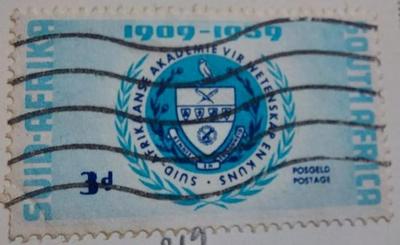 1909-1959
SUID-AFRIKA
SOUTH AFRICA
SUID-AFRIKAANSE AKADEMIE VIR WETENSKAP EN KUNS
3d
POSGELD
POSTAGE